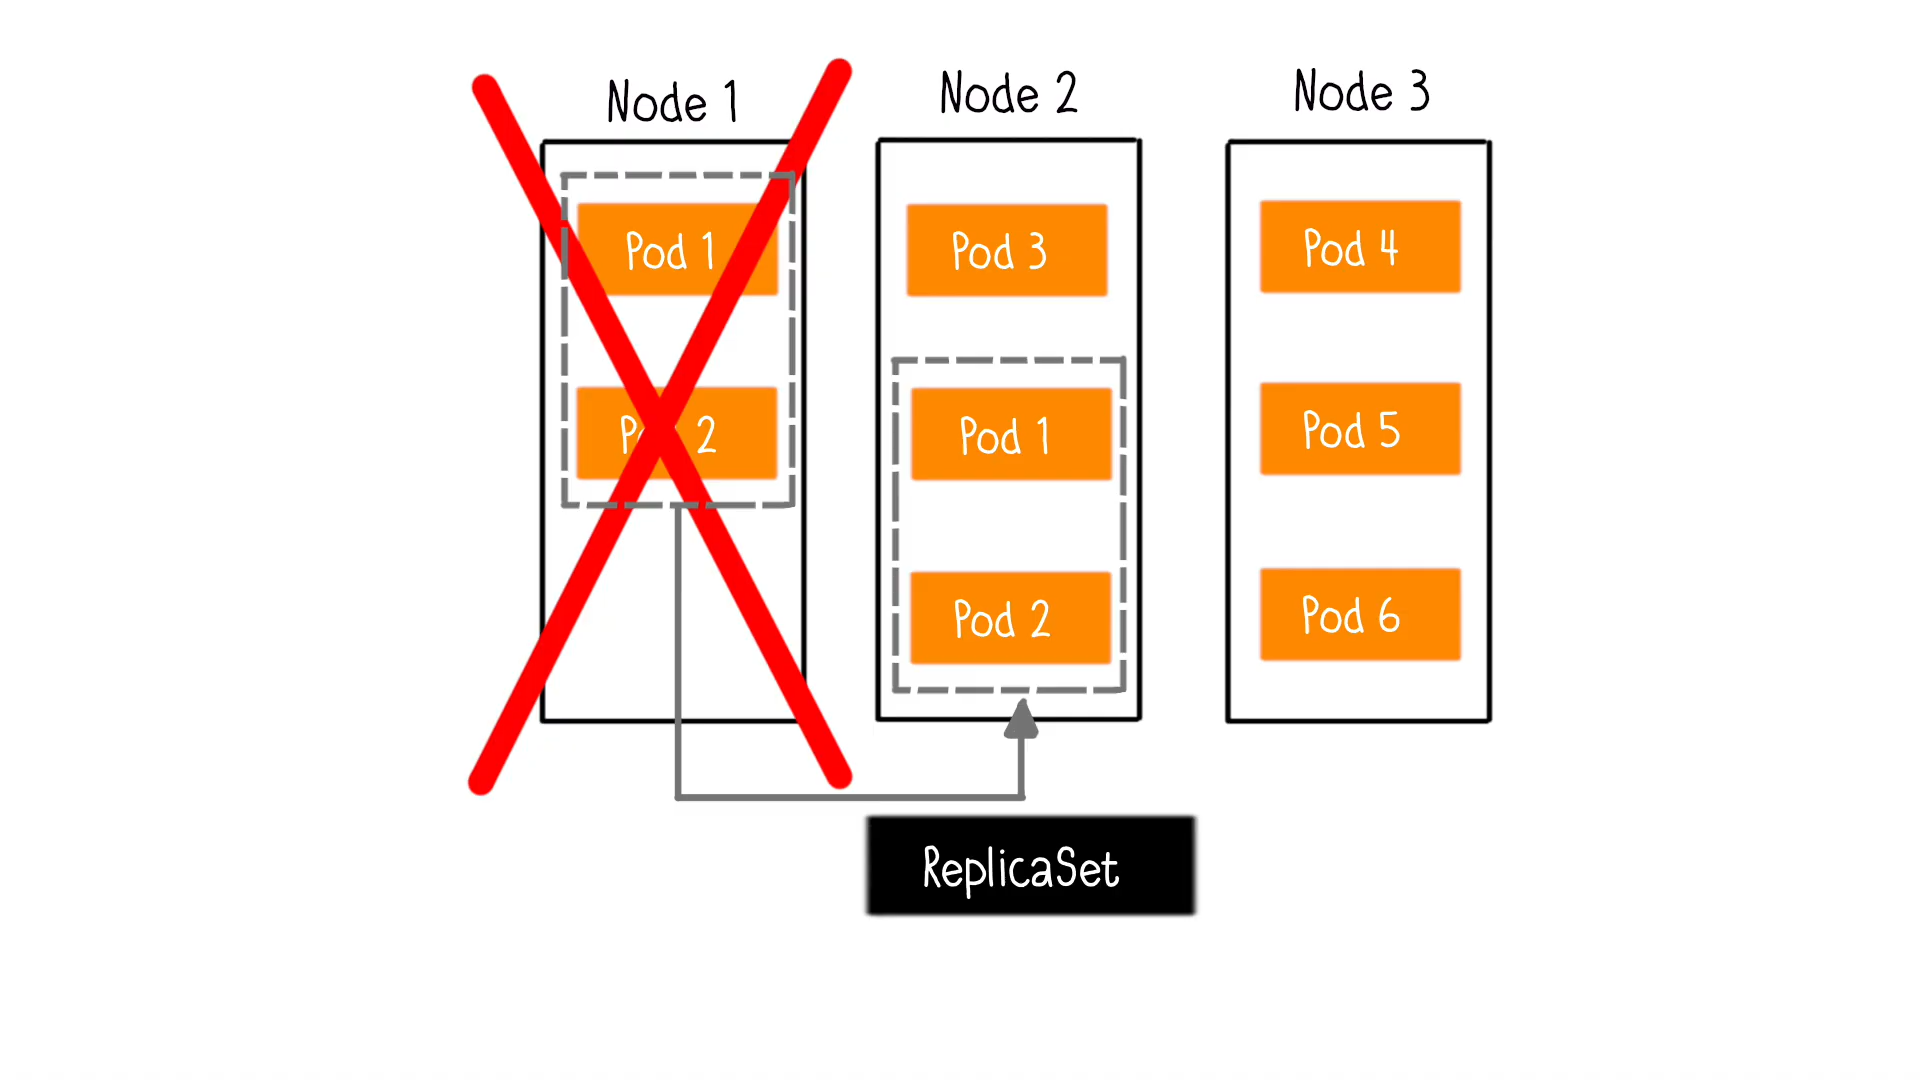 Node 1
Node 2
Node 3
Pod 1
Pod 3
Pod 4
2
Pod 1
Pod 5
Pod 2
Pod 6
ReplicaSet